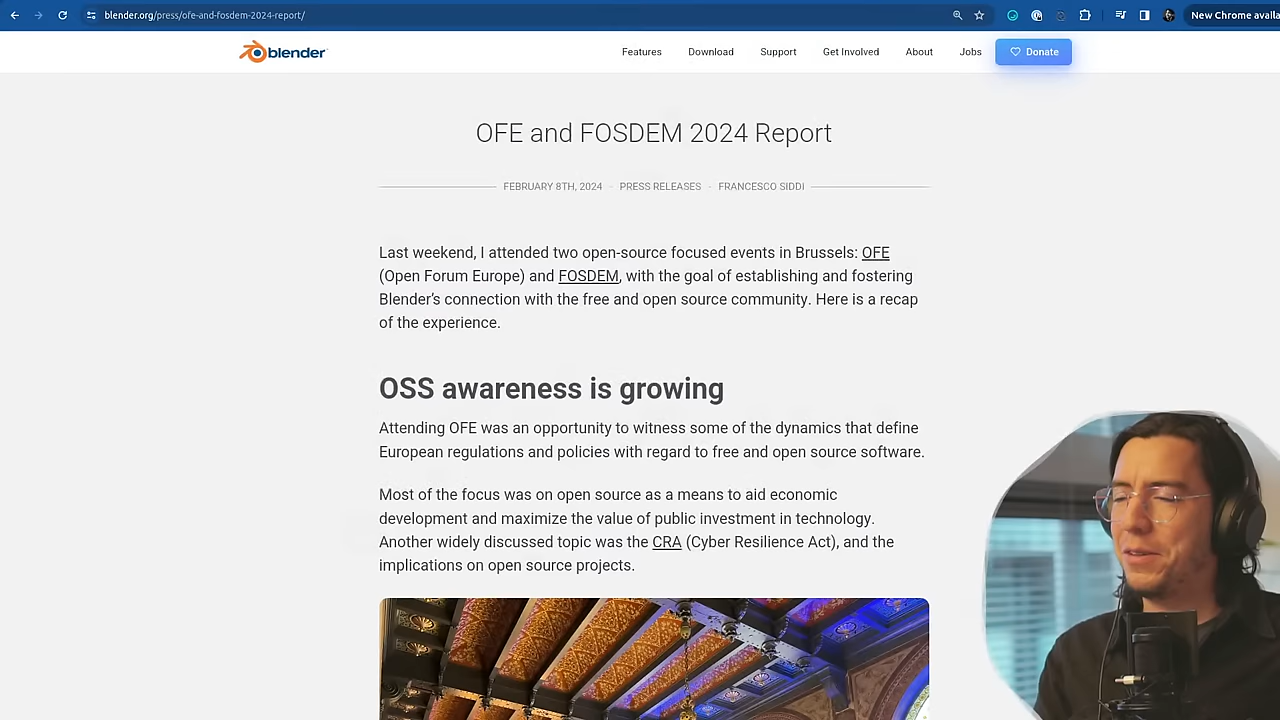 blender.org/press/ofe-and-fosdem-2024-report/
New Chrome availa
blender
Features
Download
Support
Get Involved
About
Jobs
Donate
OFE and FOSDEM 2024 Report
FEBRUARY 8TH, 2024 · PRESS RELEASES · FRANCESCO SIDDI
Last weekend, I attended two open-source focused events in Brussels: OFE
(Open Forum Europe) and FOSDEM, with the goal of establishing and fostering
Blender's connection with the free and open source community. Here is a recap
of the experience.
OSS awareness is growing
Attending OFE was an opportunity to witness some of the dynamics that define
European regulations and policies with regard to free and open source software.
Most of the focus was on open source as a means to aid economic
development and maximize the value of public investment in technology.
Another widely discussed topic was the CRA (Cyber Resilience Act), and the
implications on open source projects.